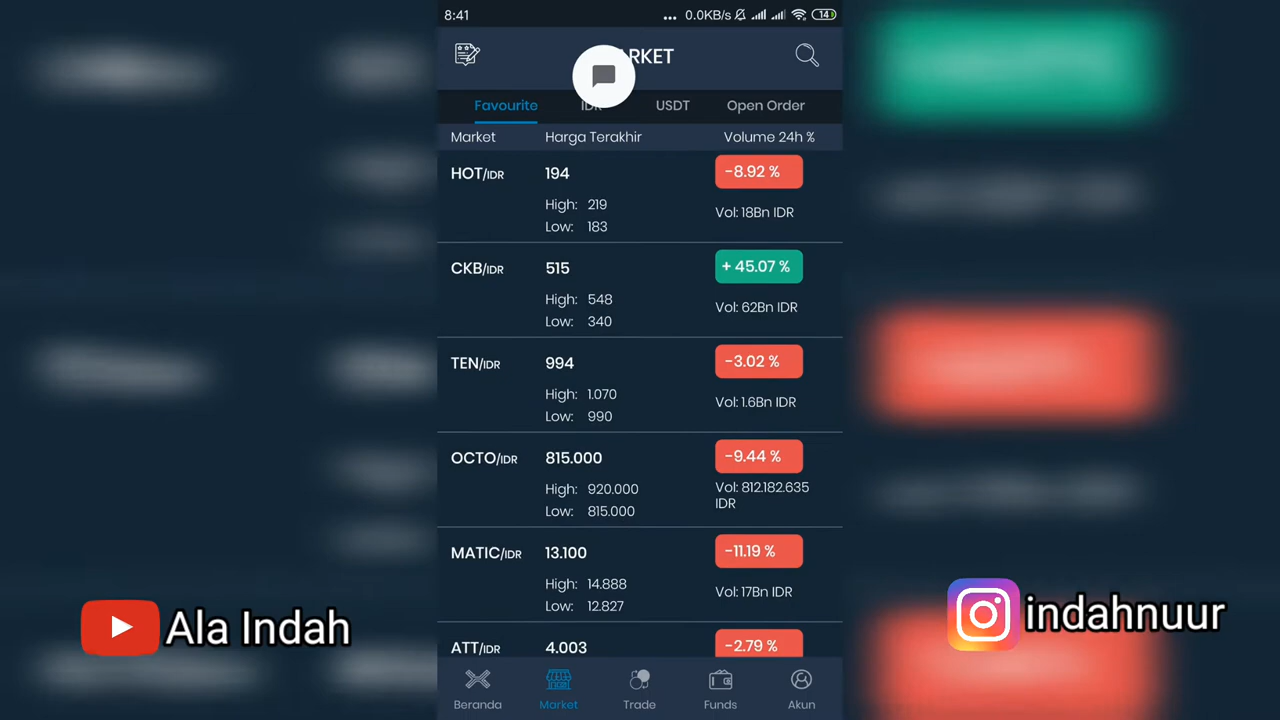 8:41 ... 0.0KB/s 14
ARKET
Favourite IDR USDT Open Order
Market Harga Terakhir Volume 24h %
HOT/IDR 194 -8.92 %
High: 219 Vol: 18Bn IDR
Low: 183
CKB/IDR 515 + 45.07 %
High: 548 Vol: 62Bn IDR
Low: 340
TEN/IDR 994 -3.02 %
High: 1.070 Vol: 1.6Bn IDR
Low: 990
OCTO/IDR 815.000 -9.44 %
High: 920.000 Vol: 812.182.635
Low: 815.000 IDR
MATIC/IDR 13.100 -11.19 %
High: 14.888 Vol: 17Bn IDR
Low: 12.827
ATT/IDR 4.003 -2.79 %
Beranda Market Trade Funds Akun
Ala Indah
indahnuur